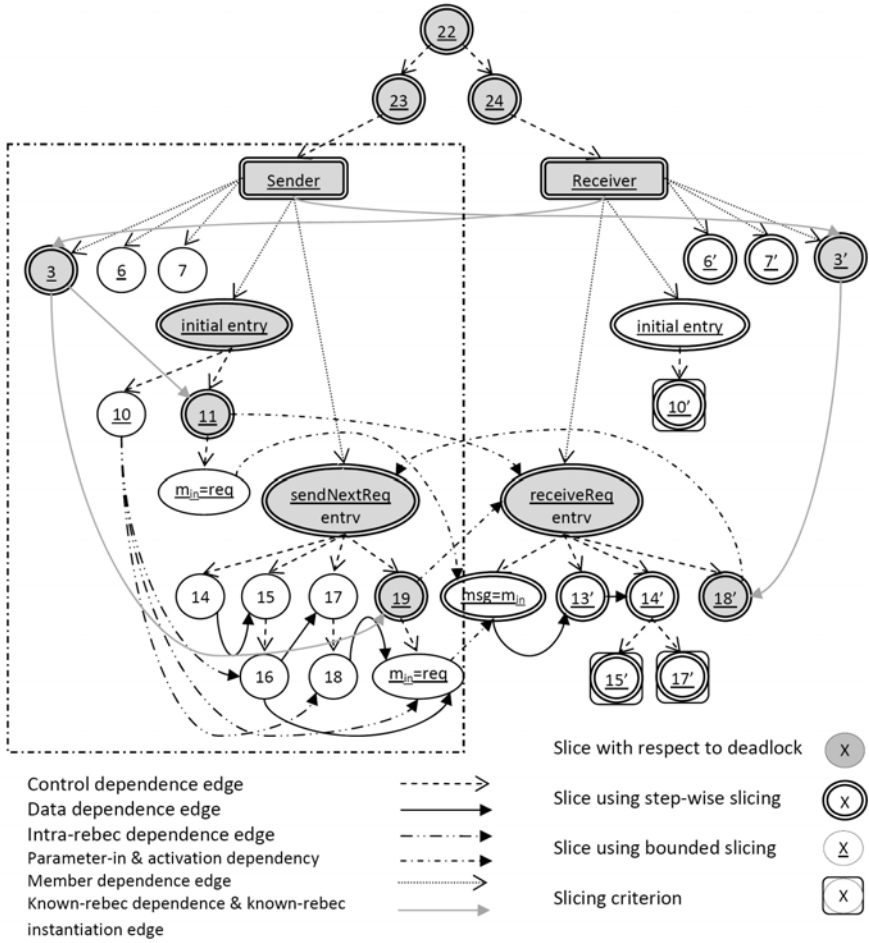 22
23 24
Sender Receiver
3 6 7 6’ 7’ 3’
initial entry initial entry
10 11 10’
min=req
sendNextReq receiveReq
entry entry
14 15 17 19 msg=min 13’ 14’ 18’
16 18 min=req 15’ 17’
Slice with respect to deadlock X
Control dependence edge
Slice using step-wise slicing X
Data dependence edge
Intra-rebec dependence edge
Slice using bounded slicing X
Parameter-in & activation dependency
Member dependence edge
Slicing criterion X
Known-rebec dependence & known-rebec
instantiation edge